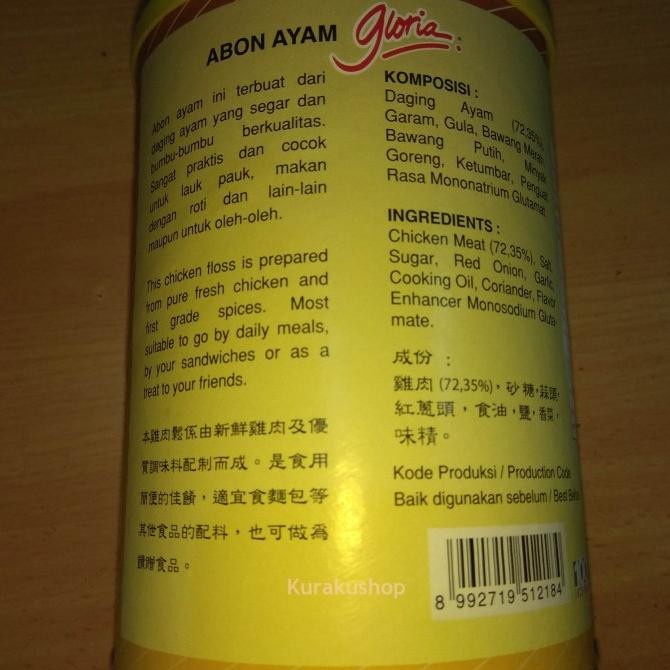 ABON AYAM Gloria :
Abon ayam ini terbuat dari
daging ayam yang segar dan
bumbu-bumbu berkualitas.
Sangat praktis dan cocok
untuk lauk pauk, makan
dengan roti dan lain-lain
maupun untuk oleh-oleh.
This chicken floss is prepared
from pure fresh chicken and
first grade spices. Most
suitable to go by daily meals,
by your sandwiches or as a
treat to your friends.
本雞肉鬆係由新鮮雞肉及優
質調味料配制而成。是食用
簡便的佳餚，適宜食麵包等
其他食品的配料，也可做爲
饋贈食品。
KOMPOSISI :
Daging Ayam (72,35%),
Garam, Gula, Bawang Merah,
Bawang Putih, Minyak
Goreng, Ketumbar, Penguat
Rasa Mononatrium Glutamat.
INGREDIENTS :
Chicken Meat (72,35%), Salt,
Sugar, Red Onion, Garlic,
Cooking Oil, Coriander, Flavor
Enhancer Monosodium Gluta-
mate.
成份 :
雞肉 (72,35%)，砂糖，蒜頭，
紅蔥頭，食油，鹽，香菜，
味精。
Kode Produksi / Production Code
Baik digunakan sebelum / Best
8 992719 512184
Kurakushop